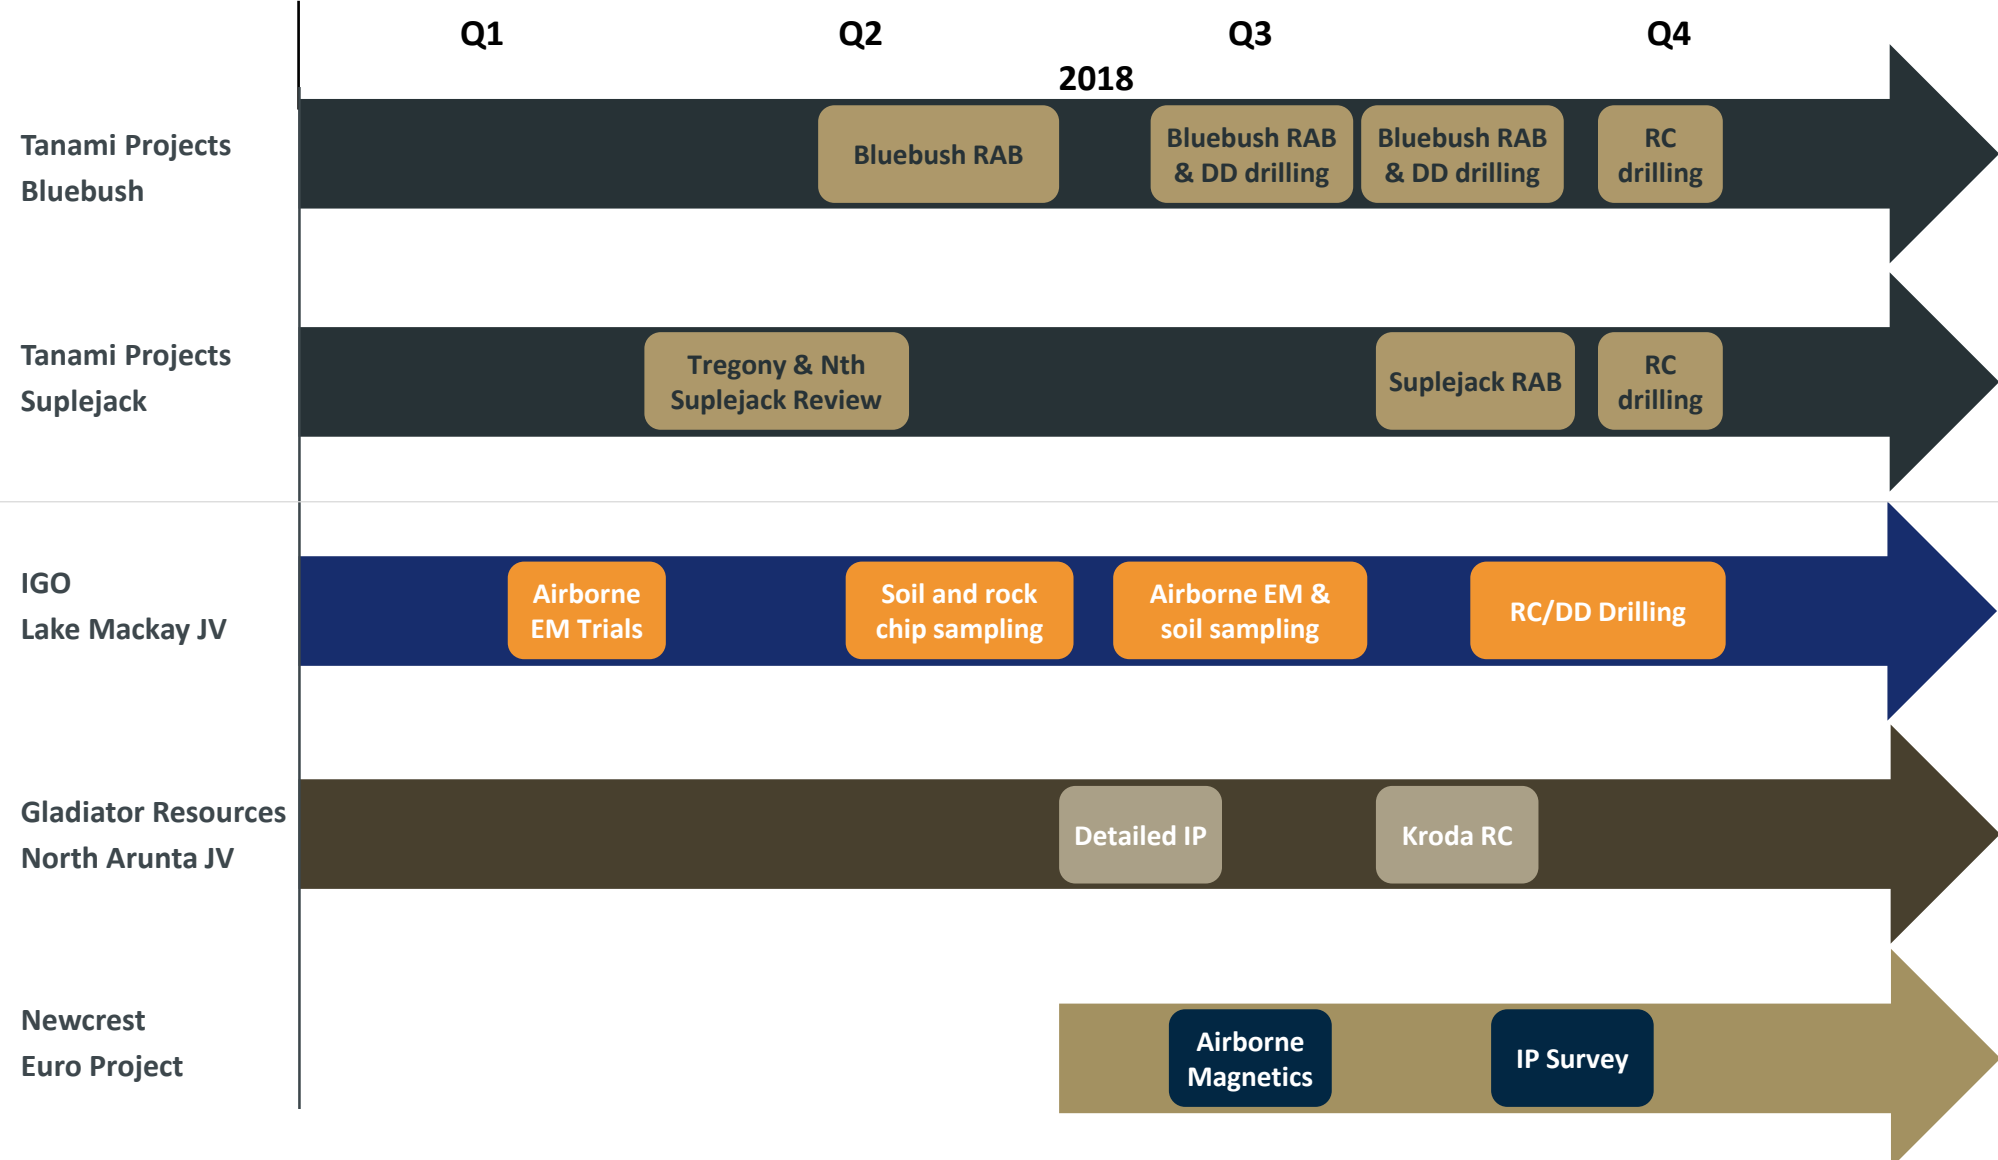 Q1
Q2
Q3
Q4
2018
Tanami Projects
Bluebush
Bluebush RAB
Bluebush RAB
& DD drilling
Bluebush RAB
& DD drilling
RC
drilling
Tanami Projects
Suplejack
Tregony & Nth
Suplejack Review
Suplejack RAB
RC
drilling
IGO
Lake Mackay JV
Airborne
EM Trials
Soil and rock
chip sampling
Airborne EM &
soil sampling
RC/DD Drilling
Gladiator Resources
North Arunta JV
Detailed IP
Kroda RC
Newcrest
Euro Project
Airborne
Magnetics
IP Survey